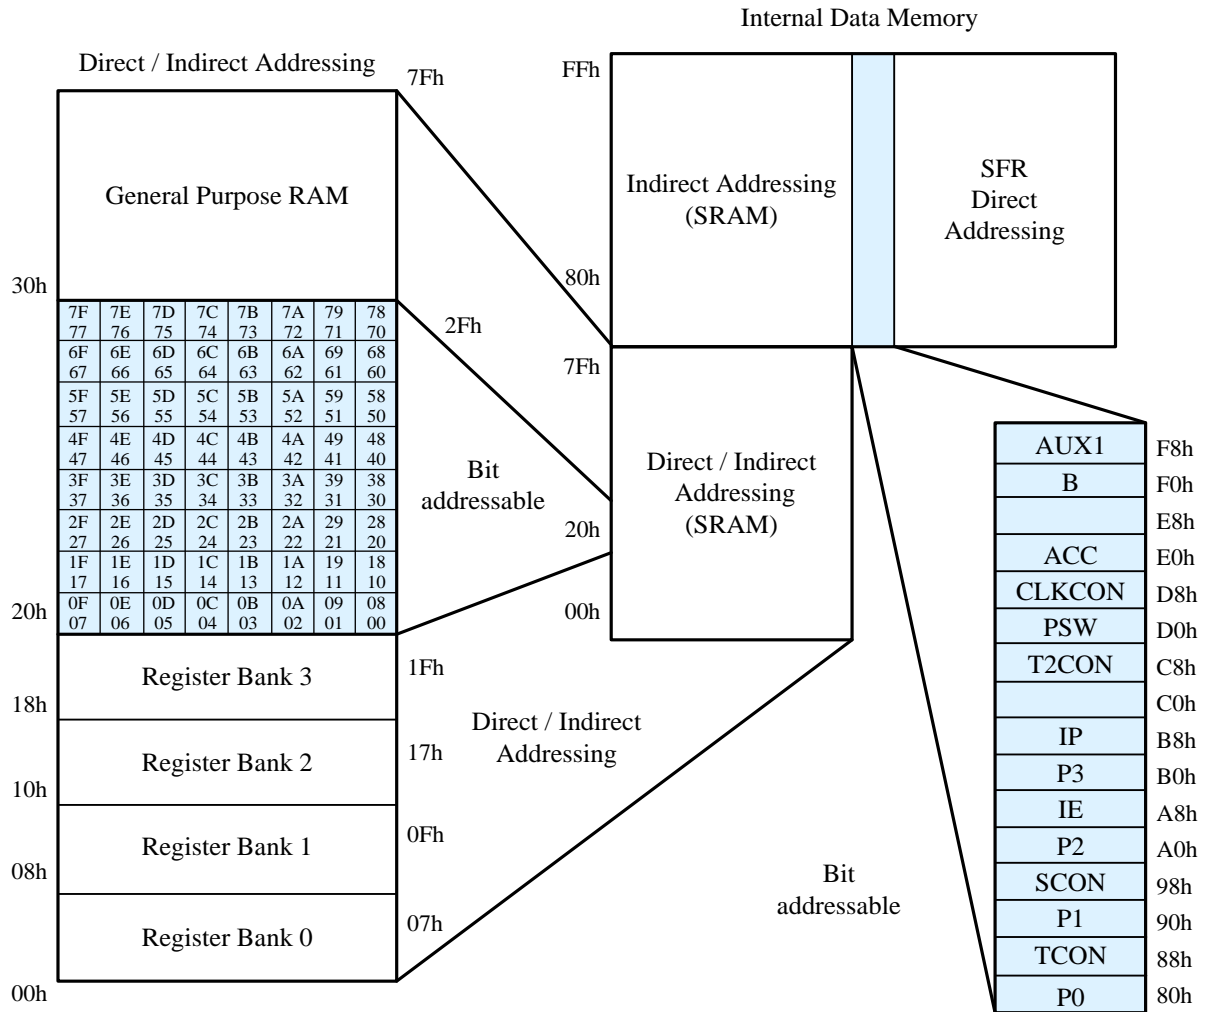 Internal Data Memory
Direct / Indirect Addressing
7Fh
General Purpose RAM
30h
7F 7E 7D 7C 7B 7A 79 78
77 76 75 74 73 72 71 70
6F 6E 6D 6C 6B 6A 69 68
67 66 65 64 63 62 61 60
5F 5E 5D 5C 5B 5A 59 58
57 56 55 54 53 52 51 50
4F 4E 4D 4C 4B 4A 49 48
47 46 45 44 43 42 41 40
3F 3E 3D 3C 3B 3A 39 38
37 36 35 34 33 32 31 30
2F 2E 2D 2C 2B 2A 29 28
27 26 25 24 23 22 21 20
1F 1E 1D 1C 1B 1A 19 18
17 16 15 14 13 12 11 10
0F 0E 0D 0C 0B 0A 09 08
07 06 05 04 03 02 01 00
2Fh
Bit
addressable
20h
Register Bank 3
1Fh
18h
Register Bank 2
17h
10h
Register Bank 1
0Fh
08h
Register Bank 0
07h
00h
Direct / Indirect
Addressing
FFh
Indirect Addressing
(SRAM)
80h
SFR
Direct
Addressing
7Fh
Direct / Indirect
Addressing
(SRAM)
20h
00h
Bit
addressable
AUX1 F8h
B F0h
E8h
ACC E0h
CLKCON D8h
PSW D0h
T2CON C8h
C0h
IP B8h
P3 B0h
IE A8h
P2 A0h
SCON 98h
P1 90h
TCON 88h
P0 80h